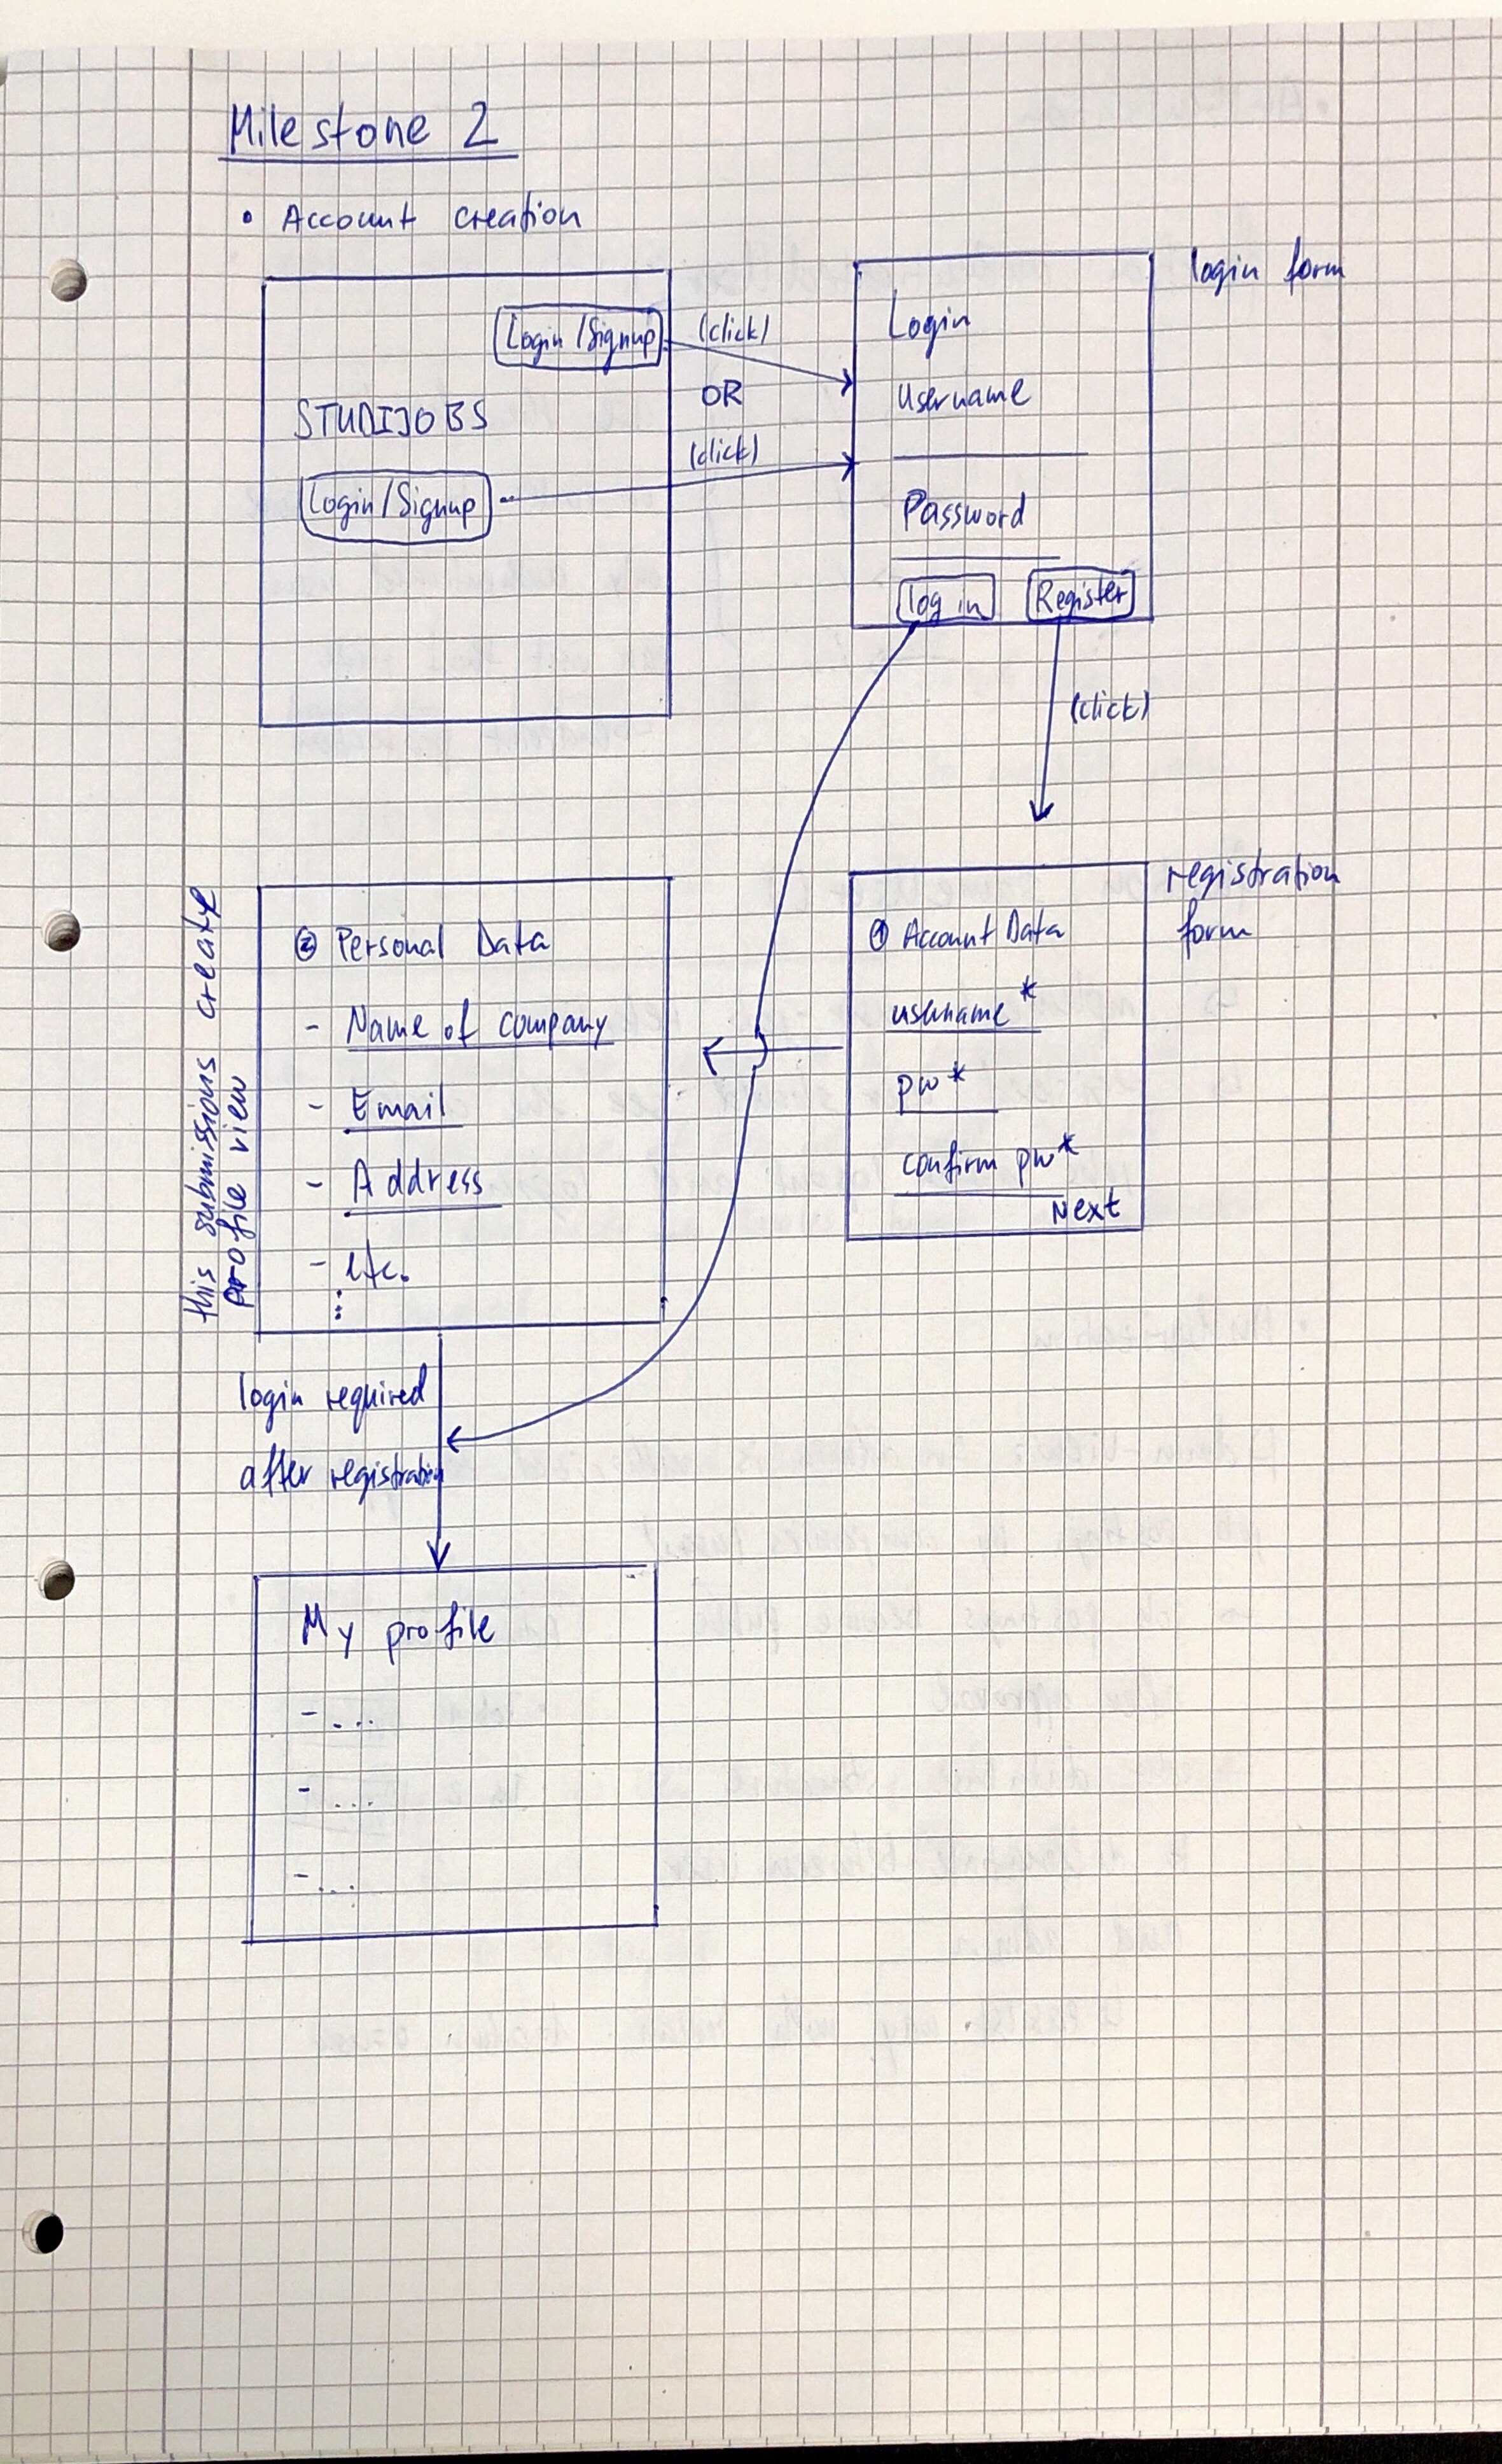 Milestone 2
• Account creation
Login /Signup
(click)
OR
STUDIJOBS
(click)
Login/Signup
login form
Login
Username
Password
log in
Register
(click)
registration
form
① Account Data
username*
pw*
confirm pw*
Next
② Personal Data
- Name of company
- Email
- Address
- etc.
this submissions create
profile view
login required
after registration
My profile
- ...
- ...
- ...